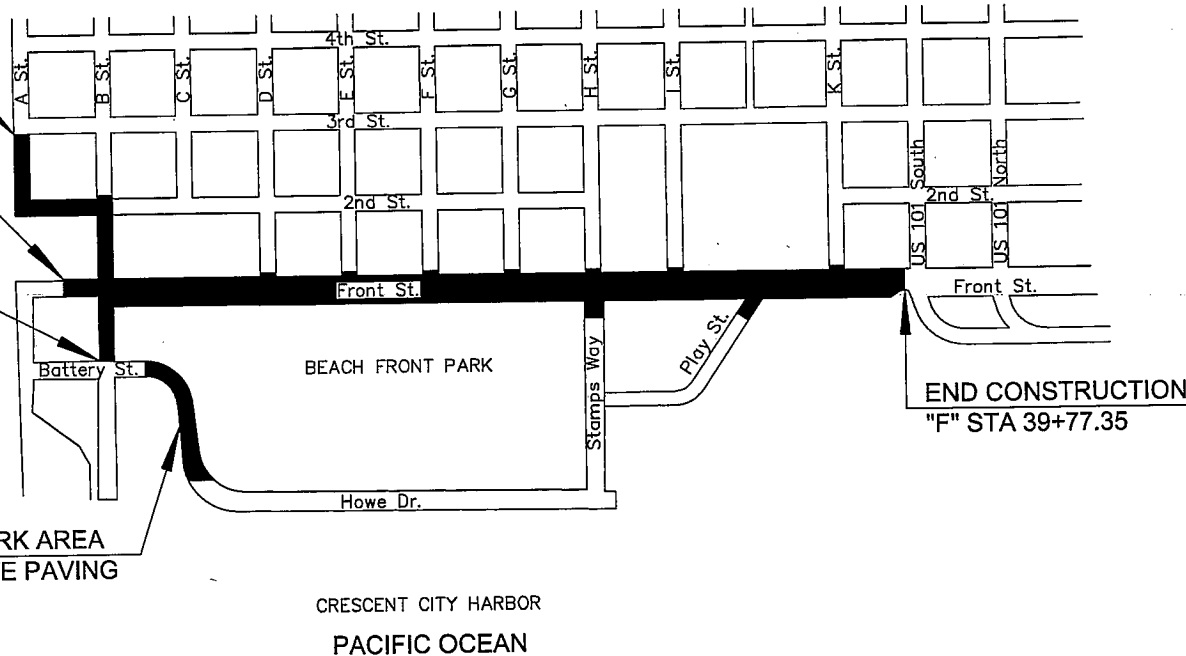 4th St.
A St.
B St.
C St.
D St.
E St.
F St.
G St.
H St.
I St.
K St.
3rd St.
2nd St.
US 101 South
US 101 North
2nd St.
Front St.
Front St.
Battery St.
BEACH FRONT PARK
Stamps Way
Play St.
END CONSTRUCTION
"F" STA 39+77.35
Howe Dr.
RK AREA
E PAVING
CRESCENT CITY HARBOR
PACIFIC OCEAN